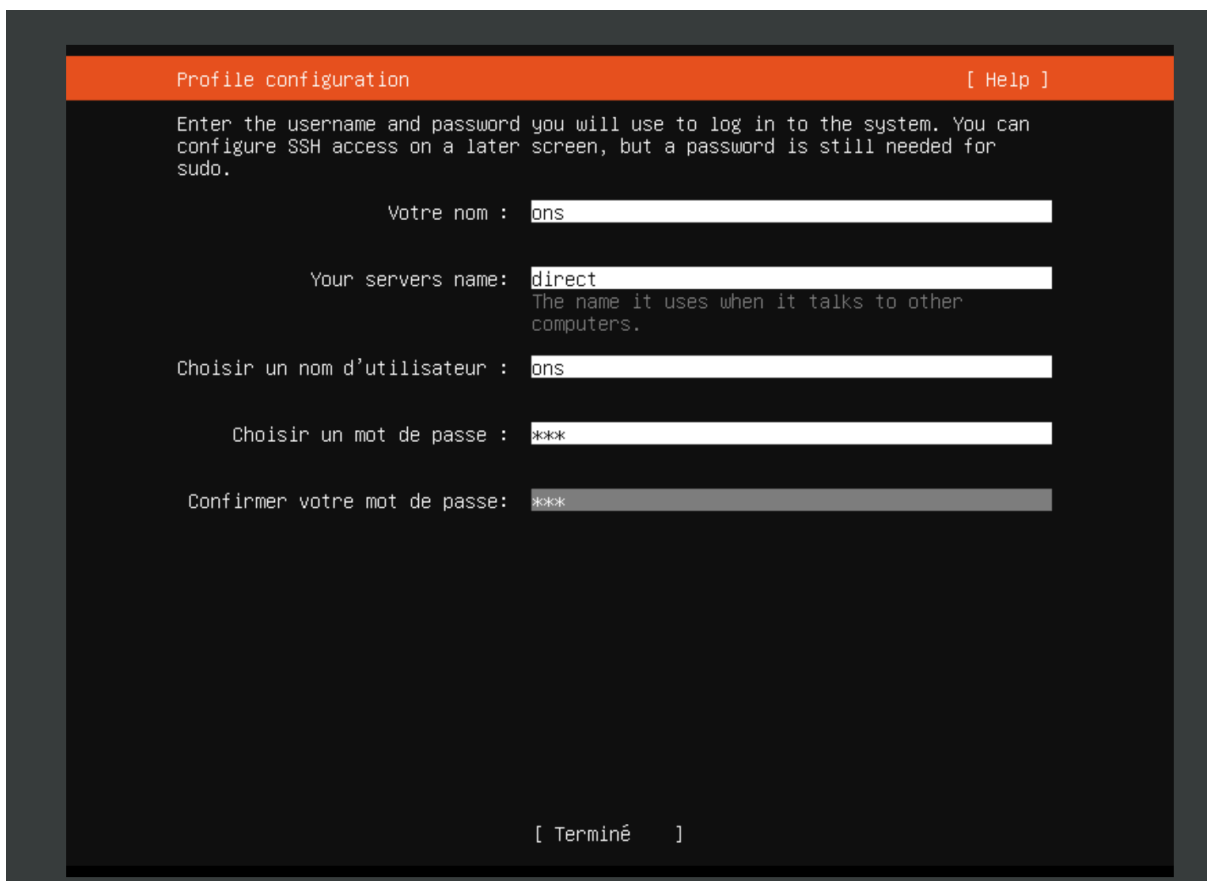 Profile configuration [ Help ]
Enter the username and password you will use to log in to the system. You can
configure SSH access on a later screen, but a password is still needed for
sudo.
Votre nom : ons
Your servers name: direct
The name it uses when it talks to other
computers.
Choisir un nom d'utilisateur : ons
Choisir un mot de passe : ***
Confirmer votre mot de passe: ***
[ Terminé ]